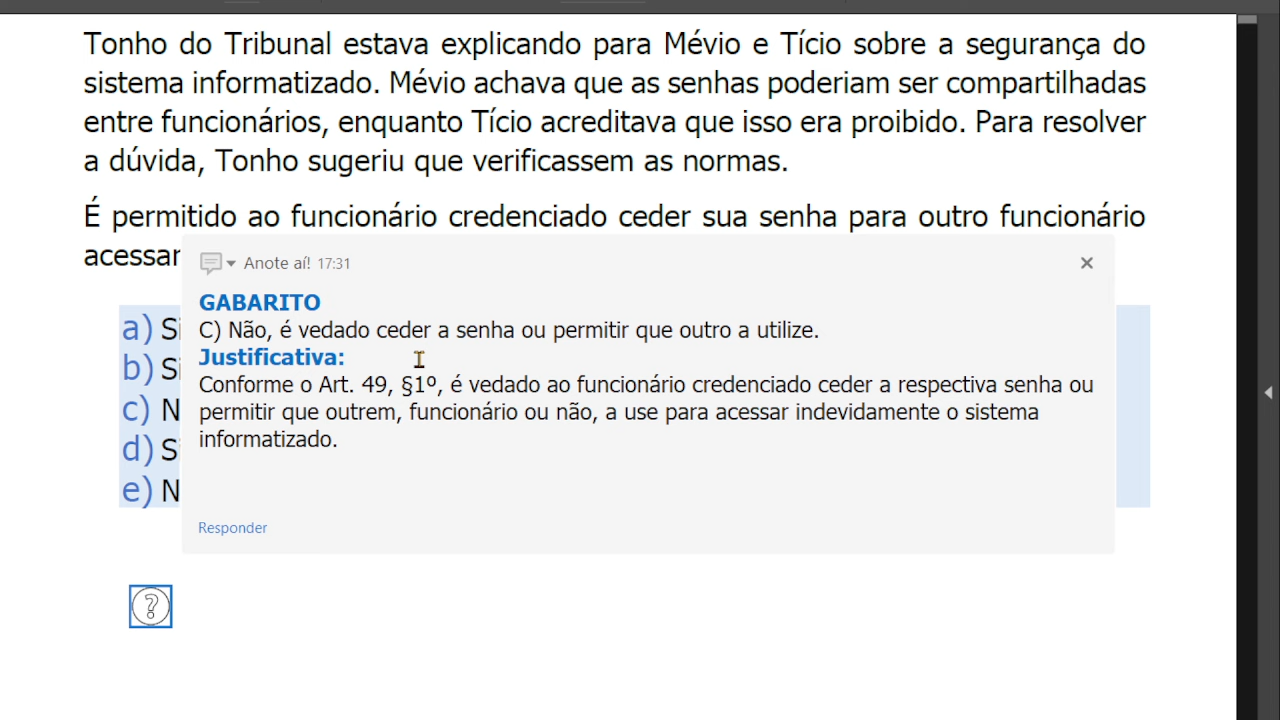 Tonho do Tribunal estava explicando para Mévio e Tício sobre a segurança do
sistema informatizado. Mévio achava que as senhas poderiam ser compartilhadas
entre funcionários, enquanto Tício acreditava que isso era proibido. Para resolver
a dúvida, Tonho sugeriu que verificassem as normas.
É permitido ao funcionário credenciado ceder sua senha para outro funcionário
acessar
Anote aí! 17:31
GABARITO
C) Não, é vedado ceder a senha ou permitir que outro a utilize.
Justificativa:
Conforme o Art. 49, §1º, é vedado ao funcionário credenciado ceder a respectiva senha ou
permitir que outrem, funcionário ou não, a use para acessar indevidamente o sistema
informatizado.
Responder
a) Si
b) Si
c) N
d) S
e) N
?